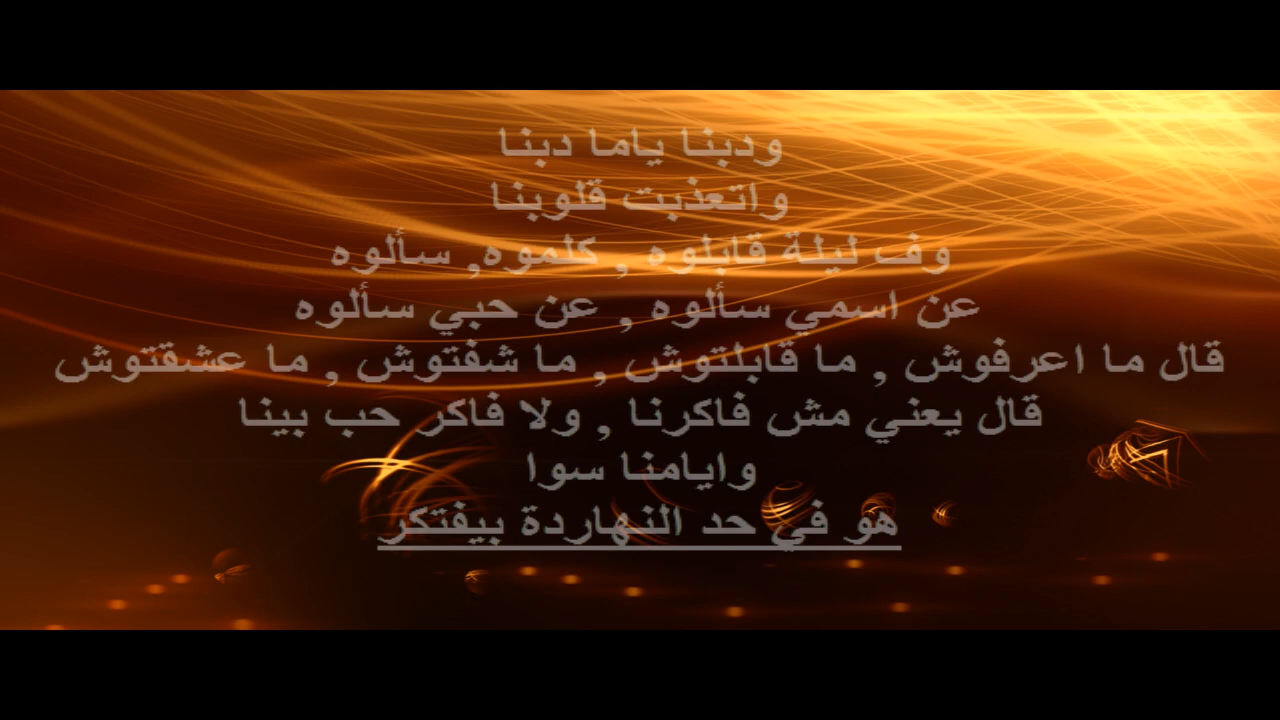 ودبنا ياما دبنا
واتعذبت قلوبنا
وف ليلة قابلوه , كلموه, سألوه
عن اسمي سألوه , عن حبي سألوه
قال ما اعرفوش , ما قابلتوش , ما شفتوش , ما عشقتوش
قال يعني مش فاكرنا , ولا فاكر حب بينا
وايامنا سوا
هو في حد النهاردة بيفتكر